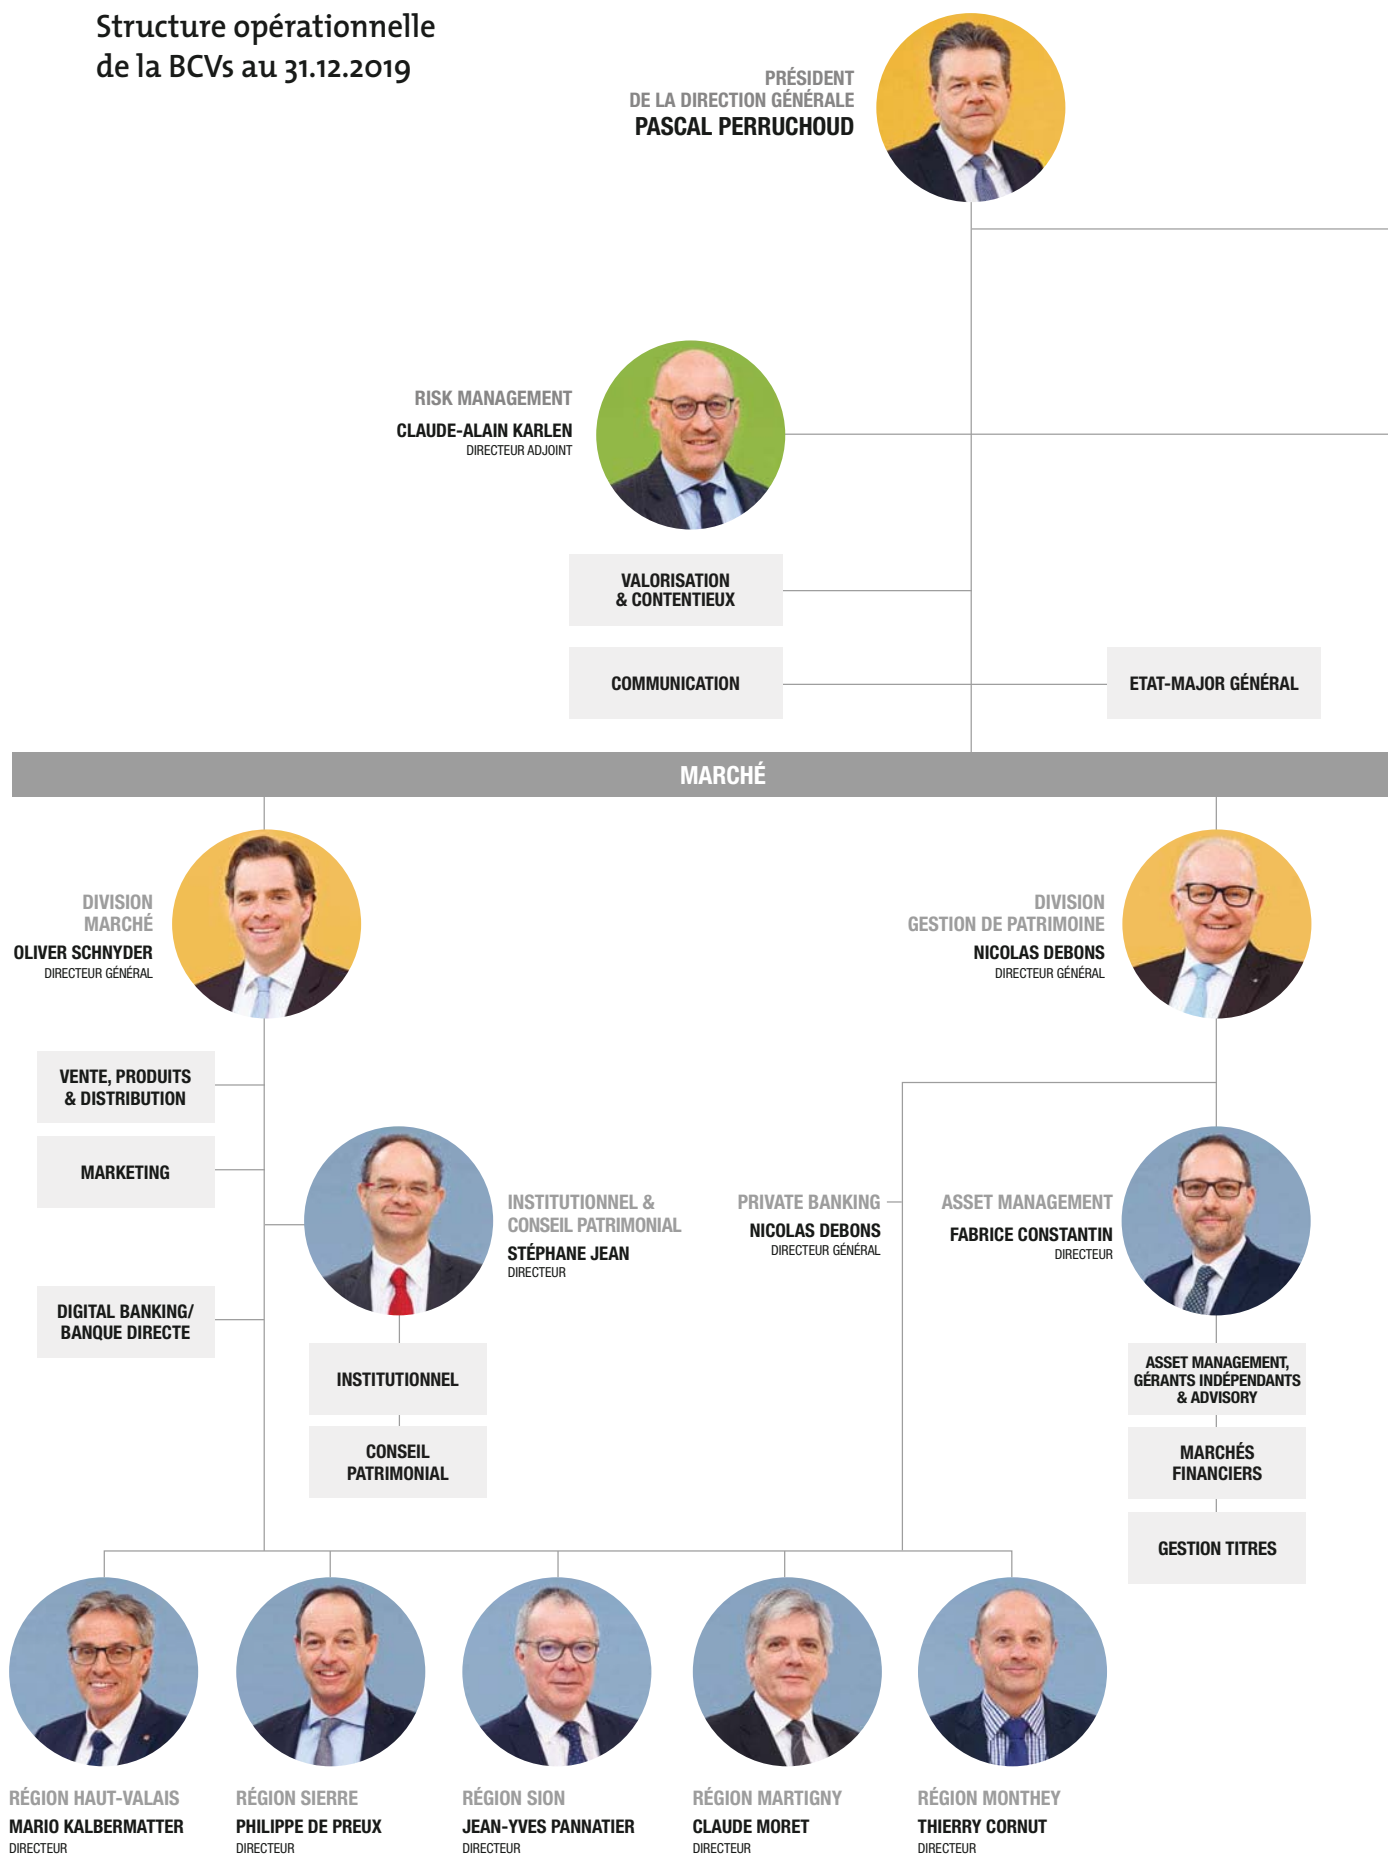 Structure opérationnelle
de la BCVs au 31.12.2019
PRÉSIDENT
DE LA DIRECTION GÉNÉRALE
PASCAL PERRUCHOUD
RISK MANAGEMENT
CLAUDE-ALAIN KARLEN
DIRECTEUR ADJOINT
VALORISATION
& CONTENTIEUX
COMMUNICATION
ETAT-MAJOR GÉNÉRAL
MARCHÉ
DIVISION
MARCHÉ
OLIVER SCHNYDER
DIRECTEUR GÉNÉRAL
DIVISION
GESTION DE PATRIMOINE
NICOLAS DEBONS
DIRECTEUR GÉNÉRAL
VENTE, PRODUITS
& DISTRIBUTION
MARKETING
DIGITAL BANKING/
BANQUE DIRECTE
INSTITUTIONNEL &
CONSEIL PATRIMONIAL
STÉPHANE JEAN
DIRECTEUR
INSTITUTIONNEL
CONSEIL
PATRIMONIAL
PRIVATE BANKING
NICOLAS DEBONS
DIRECTEUR GÉNÉRAL
ASSET MANAGEMENT
FABRICE CONSTANTIN
DIRECTEUR
ASSET MANAGEMENT,
GÉRANTS INDÉPENDANTS
& ADVISORY
MARCHÉS
FINANCIERS
GESTION TITRES
RÉGION HAUT-VALAIS
MARIO KALBERMATTER
DIRECTEUR
RÉGION SIERRE
PHILIPPE DE PREUX
DIRECTEUR
RÉGION SION
JEAN-YVES PANNATIER
DIRECTEUR
RÉGION MARTIGNY
CLAUDE MORET
DIRECTEUR
RÉGION MONTHEY
THIERRY CORNUT
DIRECTEUR